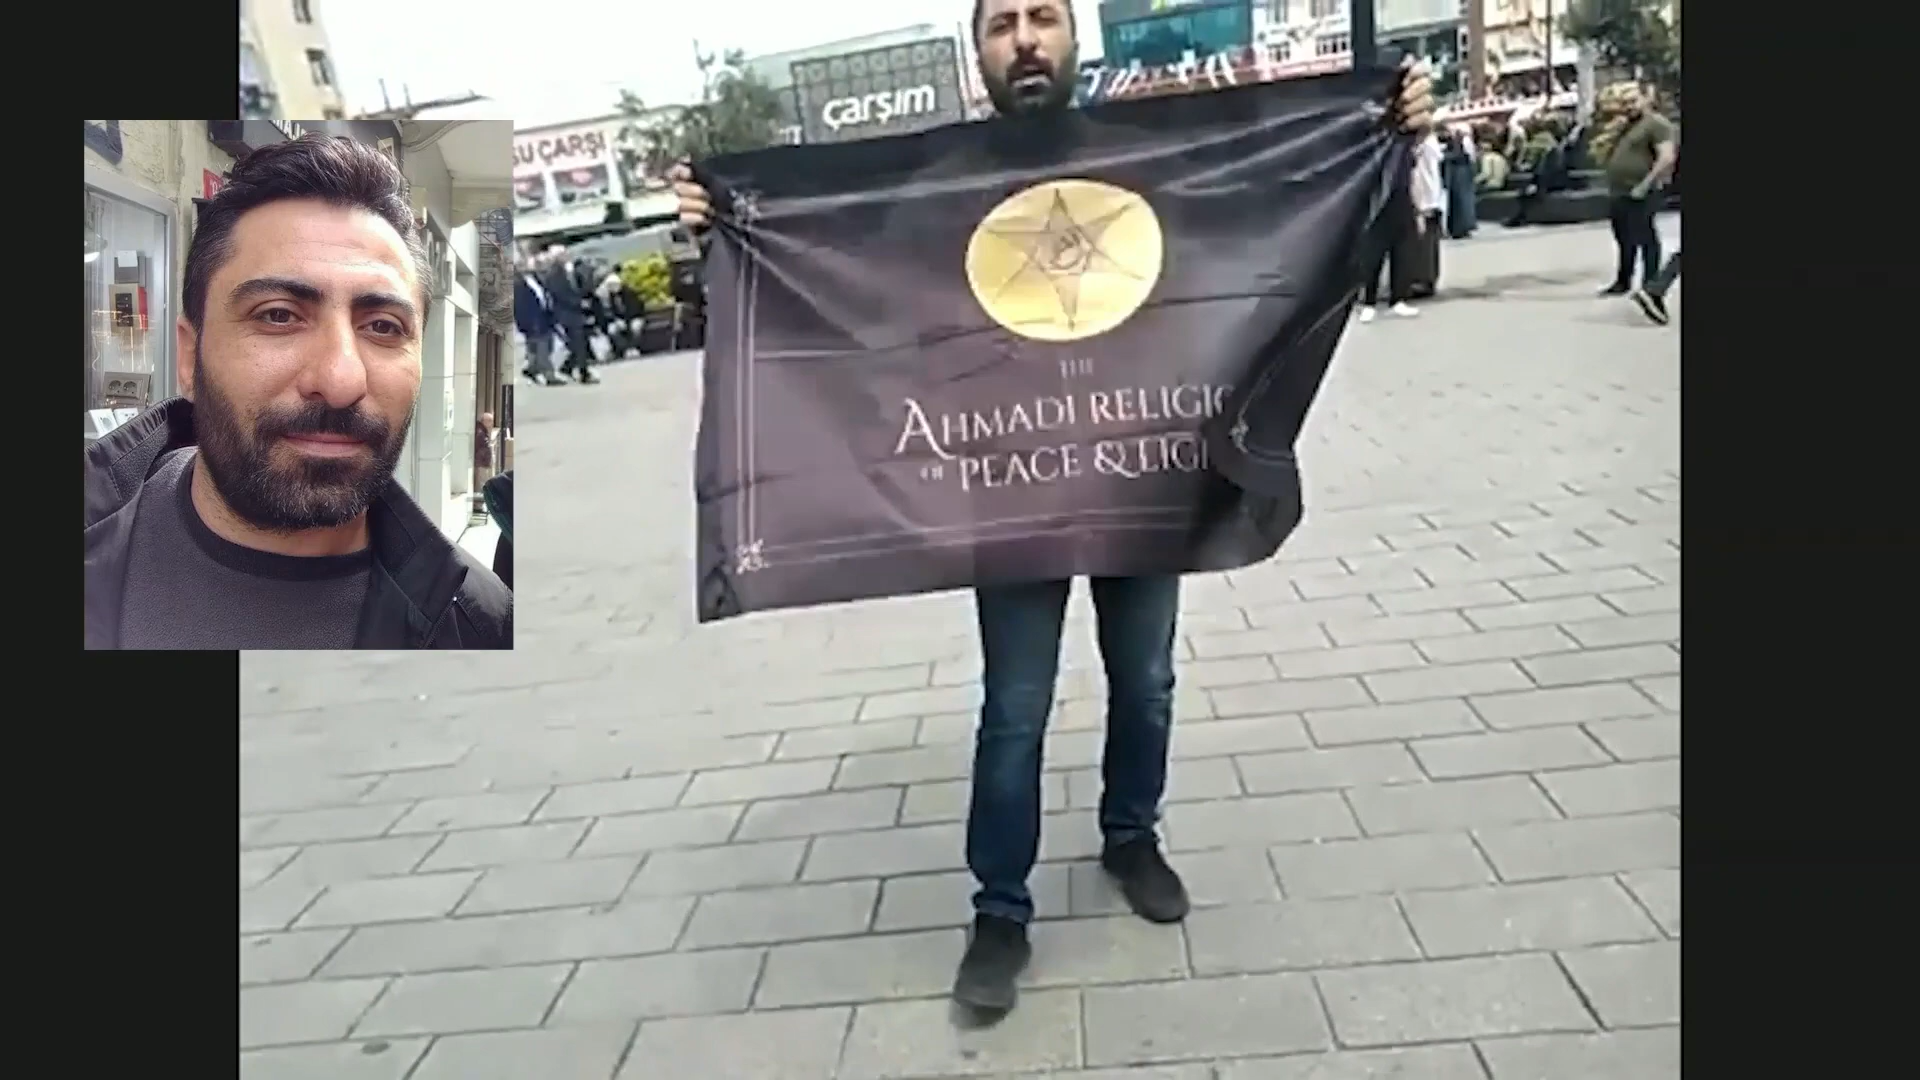 çarşım
SU ÇARŞI
THE
AHMADI RELIGIO
OF PEACE & LIGH